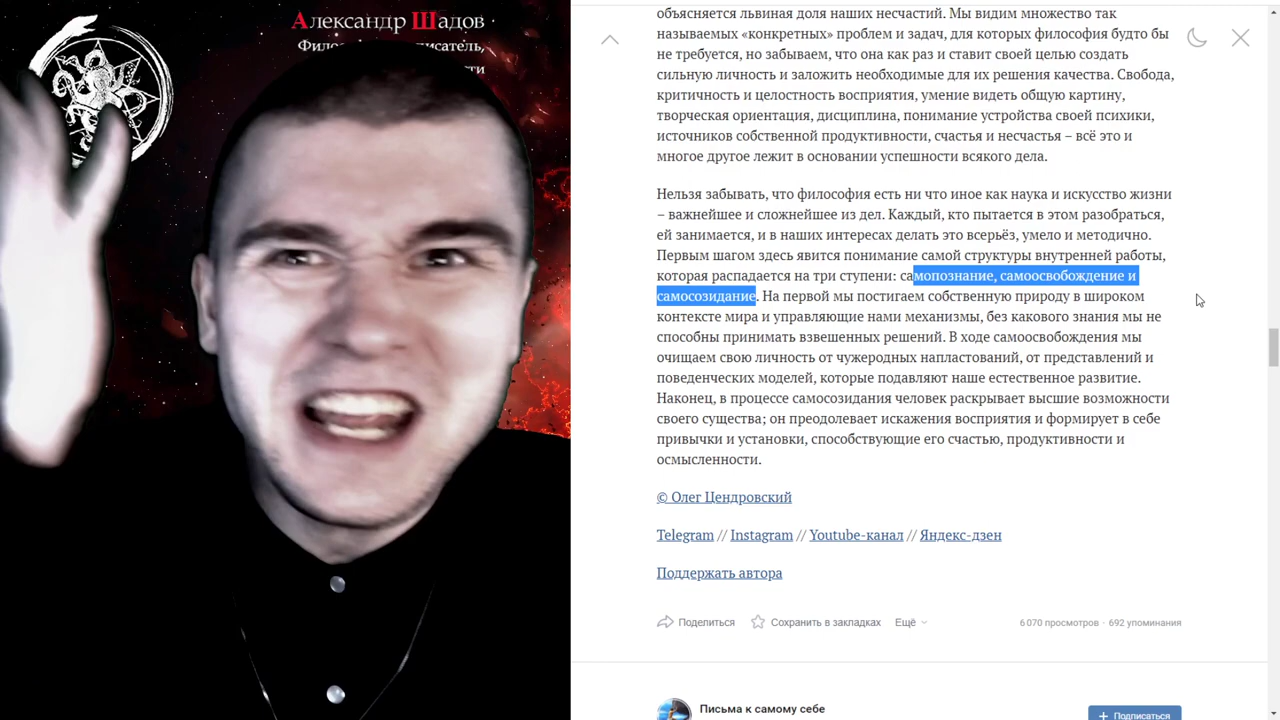 Александр Шадов ·
писатель,
объясняется львиная доля наших несчастий. Мы видим множество так
называемых «конкретных» проблем и задач, для которых философия будто бы
не требуется, но забываем, что она как раз и ставит своей целью создать
сильную личность и заложить необходимые для их решения качества. Свобода,
критичность и целостность восприятия, умение видеть общую картину,
творческая ориентация, дисциплина, понимание устройства своей психики,
источников собственной продуктивности, счастья и несчастья – всё это и
многое другое лежит в основании успешности всякого дела.
Нельзя забывать, что философия есть ни что иное как наука и искусство жизни
– важнейшее и сложнейшее из дел. Каждый, кто пытается в этом разобраться,
ей занимается, и в наших интересах делать это всерьёз, умело и методично.
Первым шагом здесь явится понимание самой структуры внутренней работы,
которая распадается на три ступени: самопознание, самоосвобождение и
самосозидание. На первой мы постигаем собственную природу в широком
контексте мира и управляющие нами механизмы, без какового знания мы не
способны принимать взвешенных решений. В ходе самоосвобождения мы
очищаем свою личность от чужеродных напластований, от представлений и
поведенческих моделей, которые подавляют наше естественное развитие.
Наконец, в процессе самосозидания человек раскрывает высшие возможности
своего существа; он преодолевает искажения восприятия и формирует в себе
привычки и установки, способствующие его счастью, продуктивности и
осмысленности.
© Олег Цендровский
Telegram // Instagram // Youtube-канал // Яндекс-дзен
Поддержать автора
Поделиться Сохранить в закладках Ещё 6 070 просмотров · 692 упоминания
Письма к самому себе
+ Подписаться